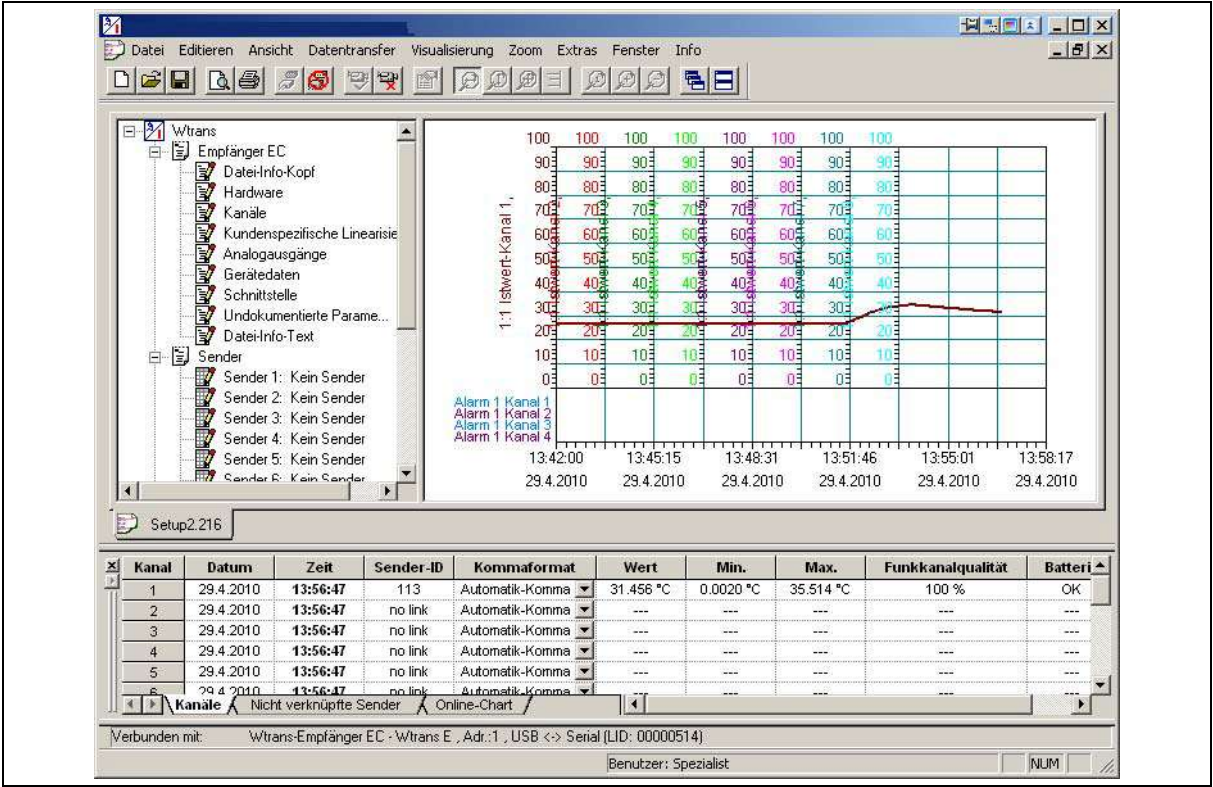 Datei Editieren Ansicht Datentransfer Visualisierung Zoom Extras Fenster Info
Wtrans
Empfänger EC
Datei-Info-Kopf
Hardware
Kanäle
Kundenspezifische Linearisie
Analogausgänge
Gerätedaten
Schnittstelle
Undokumentierte Parame...
Datei-Info-Text
Sender
Sender 1: Kein Sender
Sender 2: Kein Sender
Sender 3: Kein Sender
Sender 4: Kein Sender
Sender 5: Kein Sender
Sender 6: Kein Sender
1:1 Istwert-Kanal 1,
100 100 100 100 100 100 100 100
90 90 90 90 90 90 90 90
80 80 80 80 80 80 80 80
70 70 70 70 70 70 70 70
60 60 60 60 60 60 60 60
50 50 50 50 50 50 50 50
40 40 40 40 40 40 40 40
30 30 30 30 30 30 30
20 20 20 20 20 20 20 20
10 10 10 10 10 10 10 10
0 0 0 0 0 0 0 0
Alarm 1 Kanal 1
Alarm 1 Kanal 2
Alarm 1 Kanal 3
Alarm 1 Kanal 4
13:42:00 13:45:15 13:48:31 13:51:46 13:55:01 13:58:17
29.4.2010 29.4.2010 29.4.2010 29.4.2010 29.4.2010 29.4.2010
Setup2.216
Kanal Datum Zeit Sender-ID Kommaformat Wert Min. Max. Funkkanalqualität Batteri
1 29.4.2010 13:56:47 113 Automatik-Komma 31.456 °C 0.0020 °C 35.514 °C 100 % OK
2 29.4.2010 13:56:47 no link Automatik-Komma --- --- --- --- ---
3 29.4.2010 13:56:47 no link Automatik-Komma --- --- --- --- ---
4 29.4.2010 13:56:47 no link Automatik-Komma --- --- --- --- ---
5 29.4.2010 13:56:47 no link Automatik-Komma --- --- --- --- ---
6 29.4.2010 13:56:47 no link Automatik-Komma --- --- --- --- ---
Kanäle Nicht verknüpfte Sender Online-Chart
Verbunden mit: Wtrans-Empfänger EC - Wtrans E , Adr.:1 , USB <-> Serial (LID: 00000514)
Benutzer: Spezialist NUM